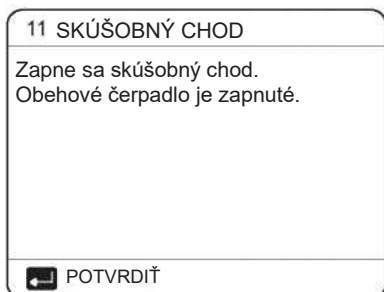 11 SKÚŠOBNÝ CHOD
Zapne sa skúšobný chod.
Obehové čerpadlo je zapnuté.
POTVRDIŤ